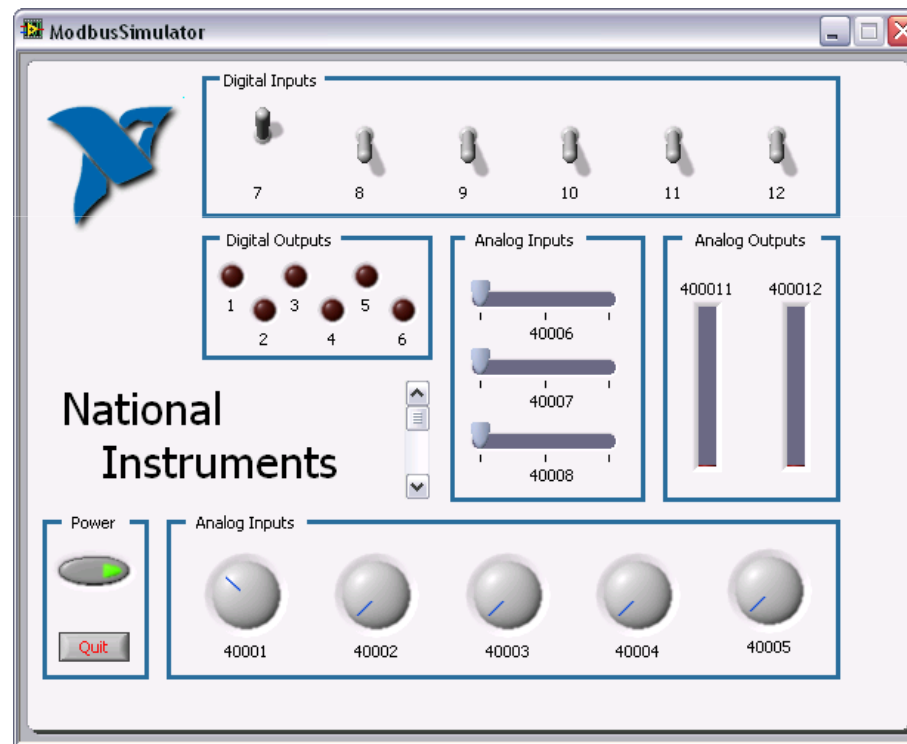 ModbusSimulator
Digital Inputs
7 8 9 10 11 12
Digital Outputs
1 3 5
2 4 6
Analog Inputs
40006
40007
40008
Analog Outputs
400011 400012
National
Instruments
Power
Quit
Analog Inputs
40001 40002 40003 40004 40005